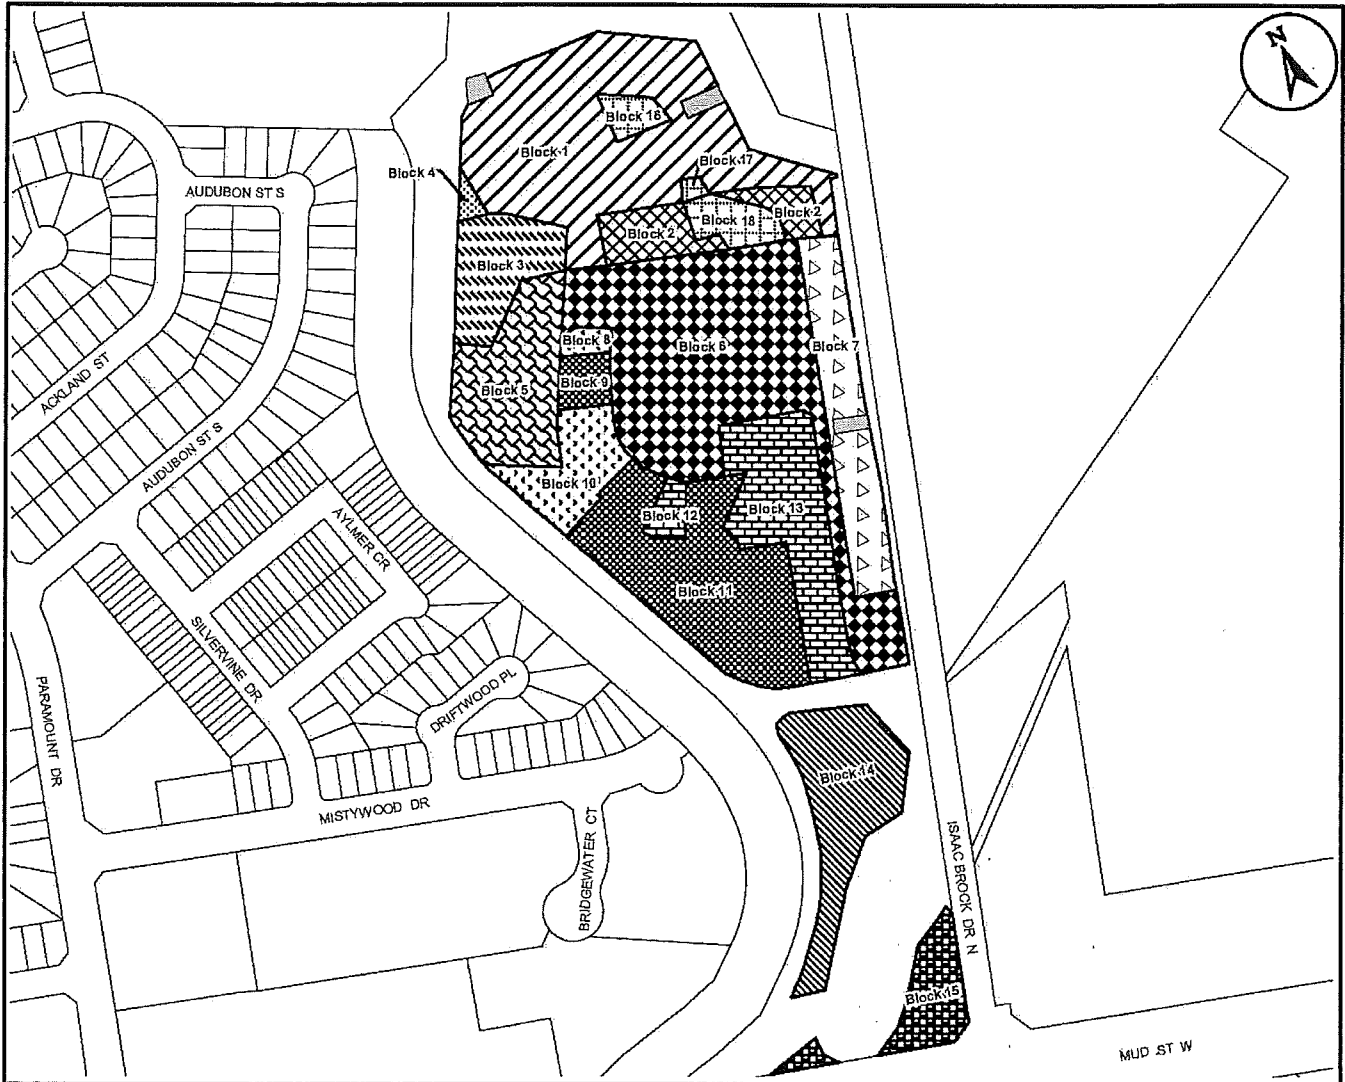 N
Block 18
Block 1
Block 17
Block 4
AUDUBON ST S
Block 18
Block 2
Block 2
Block 3
Block 8
Block 6
Block 7
ACKLAND ST
Block 9
Block 5
AUDUBON ST S
Block 10
Block 12
Block 13
AYLMER CR
Block 11
SILVERVINE DR
DRIFTWOOD PL
PARAMOUNT DR
Block 14
MISTYWOOD DR
BRIDGEWATER CT
ISAAC BROCK DR N
Block 15
MUD ST W